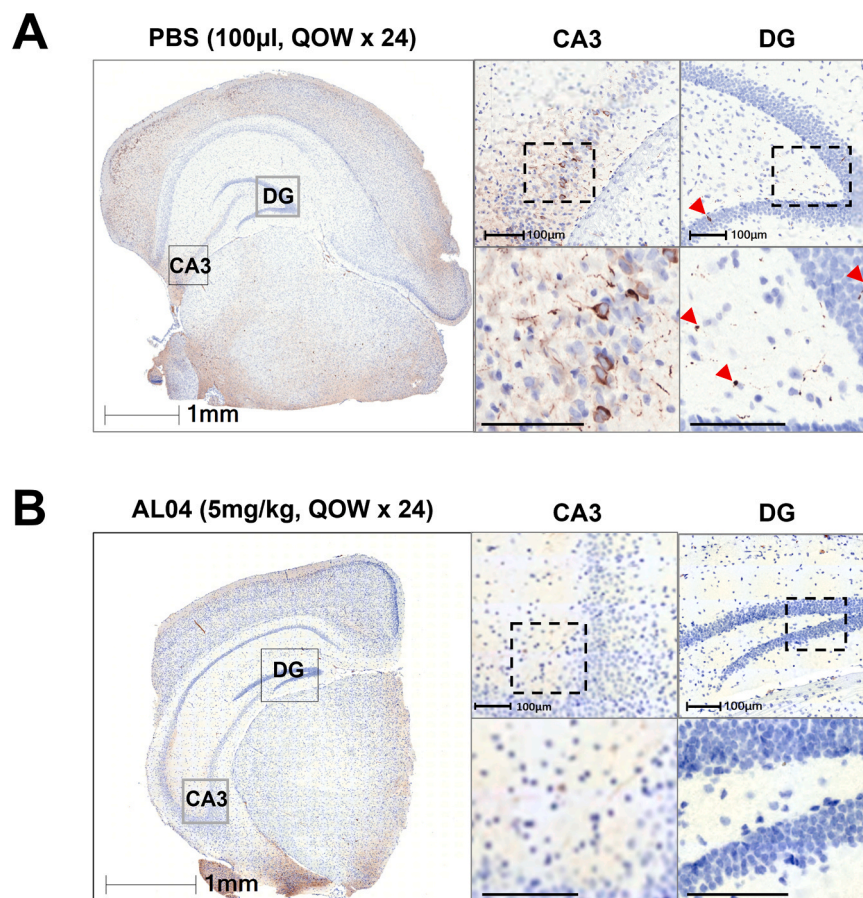 A
PBS (100µl, QOW x 24)
CA3
DG
DG
CA3
1mm
100µm
100µm
B
AL04 (5mg/kg, QOW x 24)
CA3
DG
DG
CA3
1mm
100µm
100µm